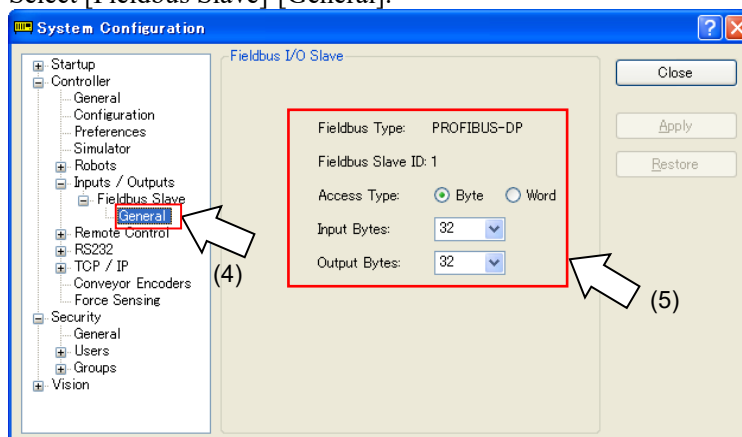 Select [Fieldbus Slave]-[General].
System Configuration
Startup
Controller
General
Configuration
Preferences
Simulator
Robots
Inputs / Outputs
Fieldbus Slave
General
Remote Control
RS232
TCP / IP
Conveyor Encoders
Force Sensing
Security
General
Users
Groups
Vision
(4)
Fieldbus I/O Slave
Fieldbus Type: PROFIBUS-DP
Fieldbus Slave ID: 1
Access Type: Byte Word
Input Bytes: 32
Output Bytes: 32
(5)
Close
Apply
Restore